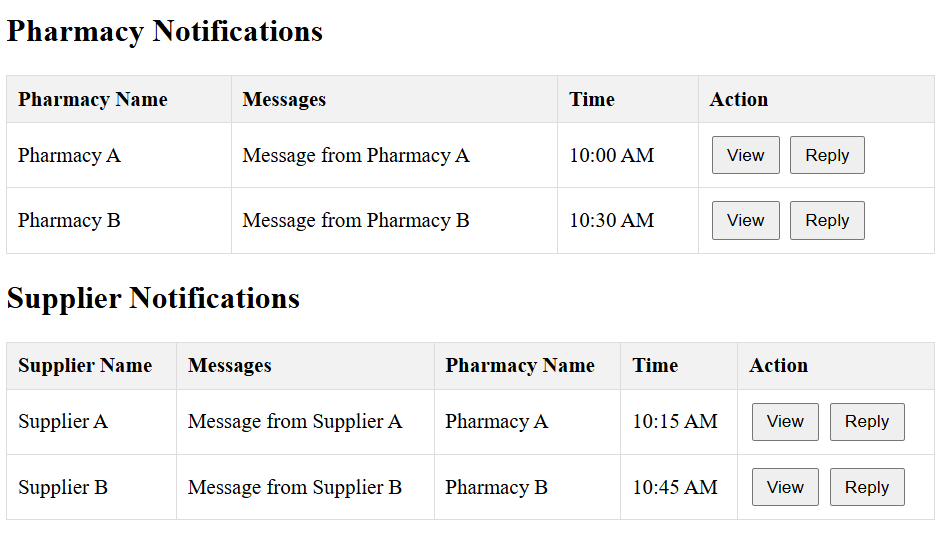 Pharmacy Notifications
Pharmacy Name Messages Time Action
Pharmacy A Message from Pharmacy A 10:00 AM View Reply
Pharmacy B Message from Pharmacy B 10:30 AM View Reply
Supplier Notifications
Supplier Name Messages Pharmacy Name Time Action
Supplier A Message from Supplier A Pharmacy A 10:15 AM View Reply
Supplier B Message from Supplier B Pharmacy B 10:45 AM View Reply